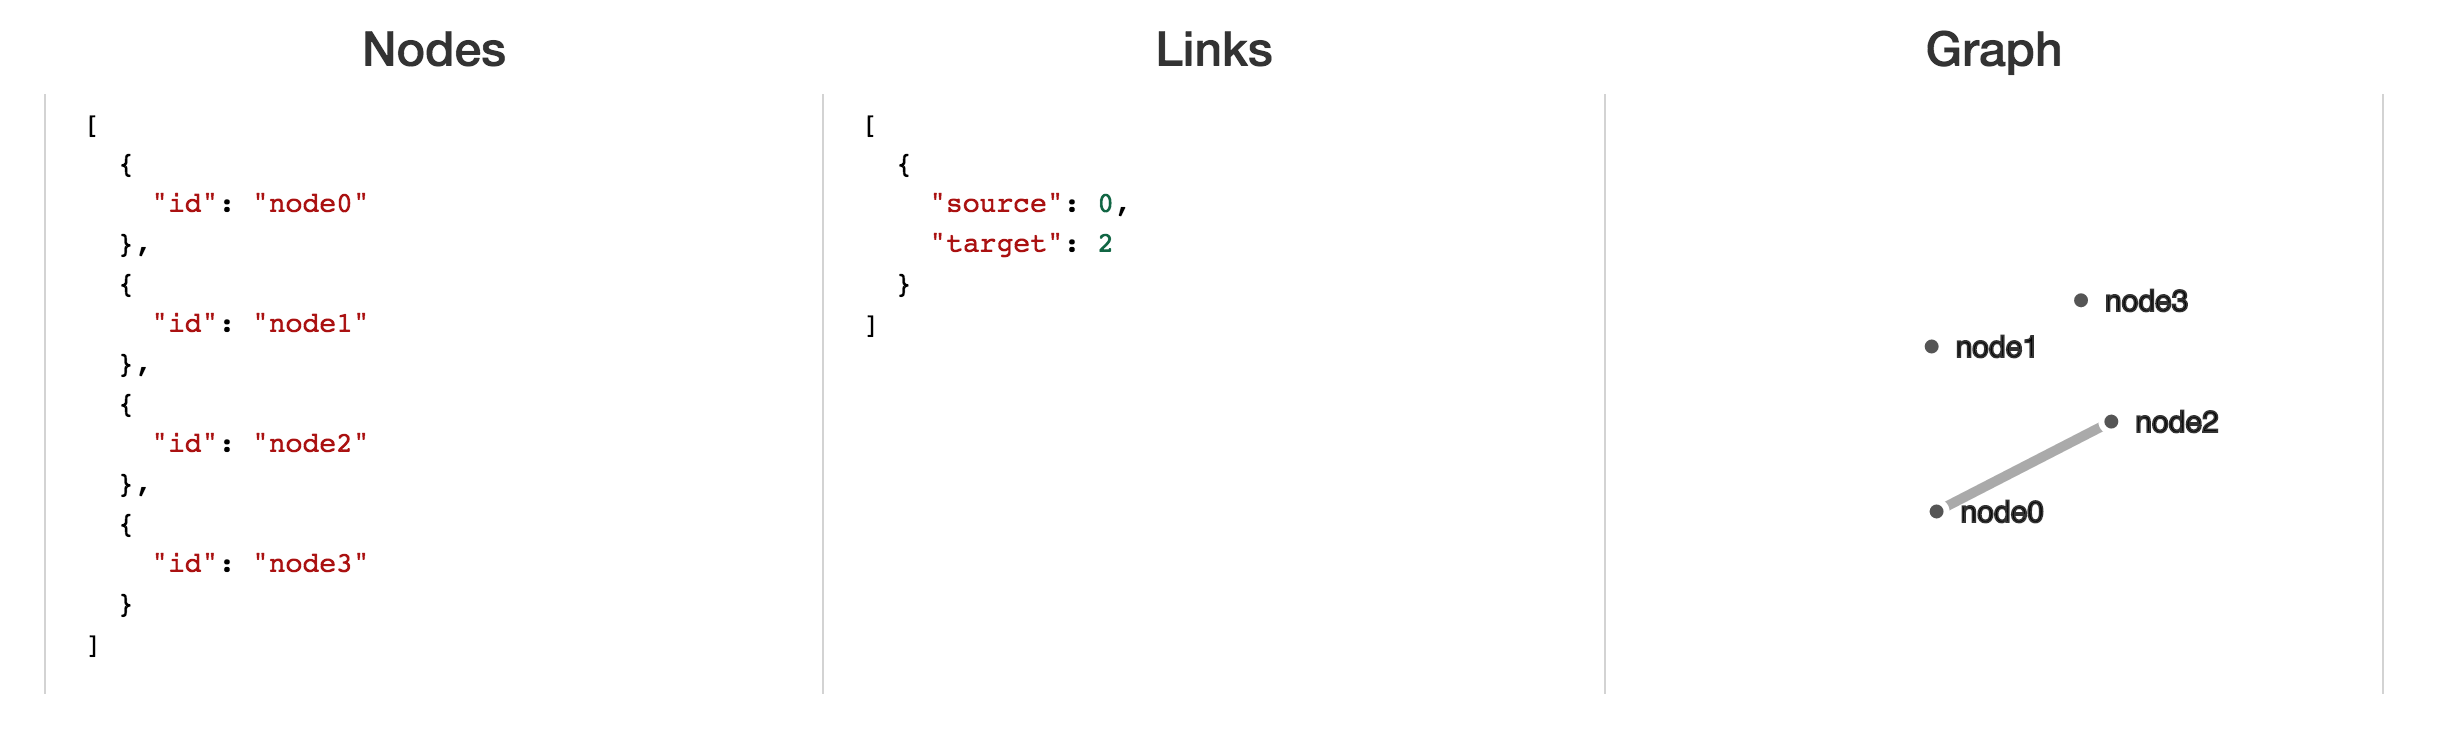 Nodes
[
  {
    "id": "node0"
  },
  {
    "id": "node1"
  },
  {
    "id": "node2"
  },
  {
    "id": "node3"
  }
]
Links
[
  {
    "source": 0,
    "target": 2
  }
]
Graph
node3
node1
node2
node0